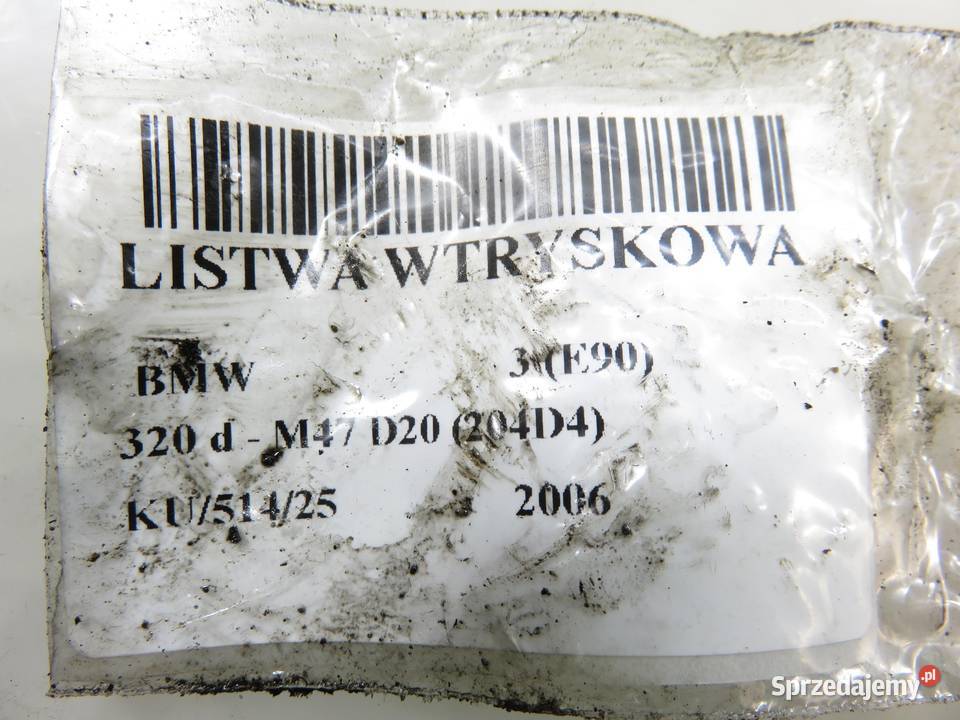 LISTWA WTRYSKOWA
BMW 3 (E90)
320 d - M47 D20 (204D4)
KU/514/25 2006
Sprzedajemy.pl